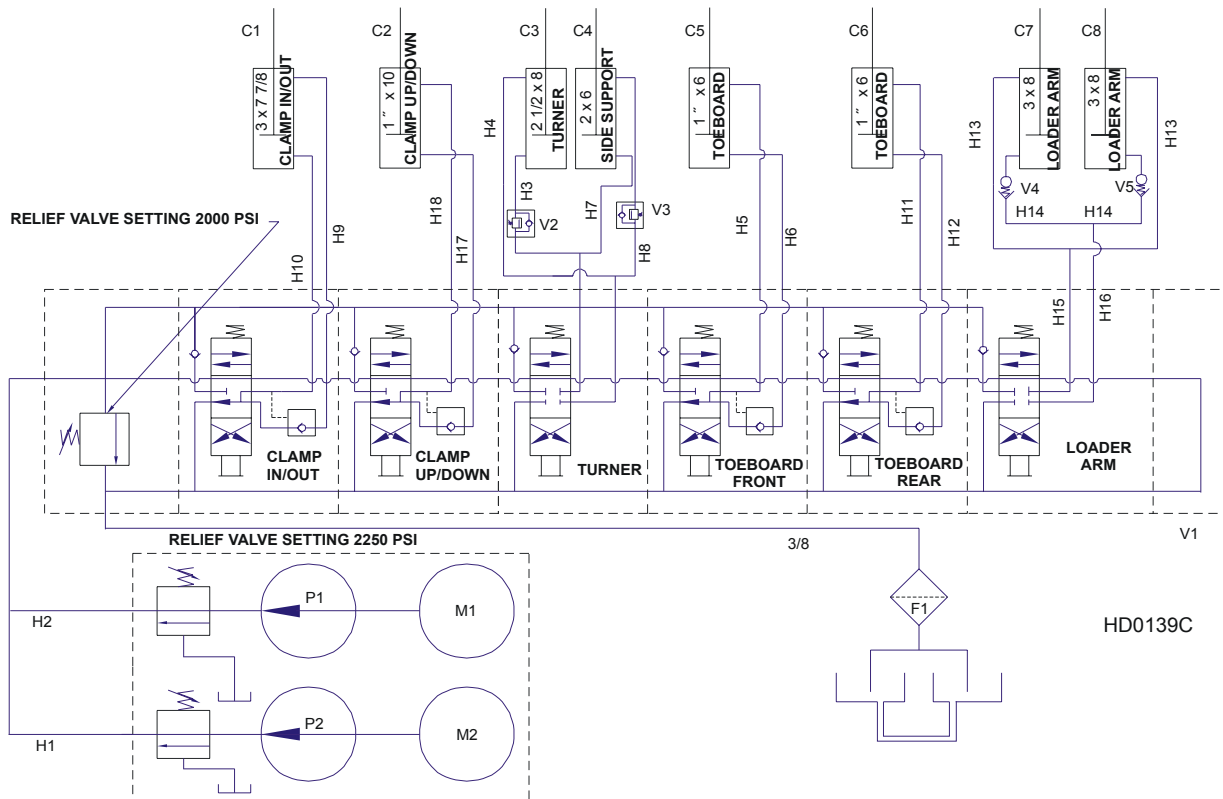 C1
C2
C3
C4
C5
C6
C7
C8
3 x 7 7/8
CLAMP IN/OUT
1 ″ x 10
CLAMP UP/DOWN
2 1/2 x 8
TURNER
2 x 6
SIDE SUPPORT
1 ″ x 6
TOEBOARD
1 ″ x 6
TOEBOARD
3 x 8
LOADER ARM
3 x 8
LOADER ARM
H4
H13
H13
H3
H7
V4
V5
H14
H14
V2
V3
RELIEF VALVE SETTING 2000 PSI
H10
H9
H18
H17
H8
H5
H6
H11
H12
H15
H16
CLAMP
IN/OUT
CLAMP
UP/DOWN
TURNER
TOEBOARD
FRONT
TOEBOARD
REAR
LOADER
ARM
V1
RELIEF VALVE SETTING 2250 PSI
3/8
H2
P1
M1
F1
HD0139C
H1
P2
M2